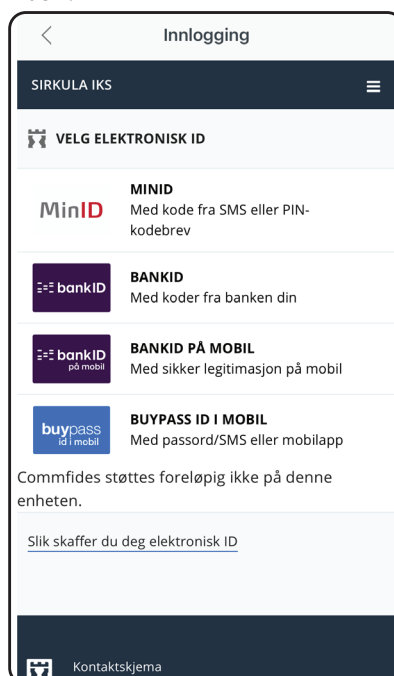 Innlogging
SIRKULA IKS
VELG ELEKTRONISK ID
MinID
MINID
Med kode fra SMS eller PIN-
kodebrev
bankID
BANKID
Med koder fra banken din
bankID
på mobil
BANKID PÅ MOBIL
Med sikker legitimasjon på mobil
buypass
id i mobil
BUYPASS ID I MOBIL
Med passord/SMS eller mobilapp
Commfides støttes foreløpig ikke på denne
enheten.
Slik skaffer du deg elektronisk ID
Kontaktskjema